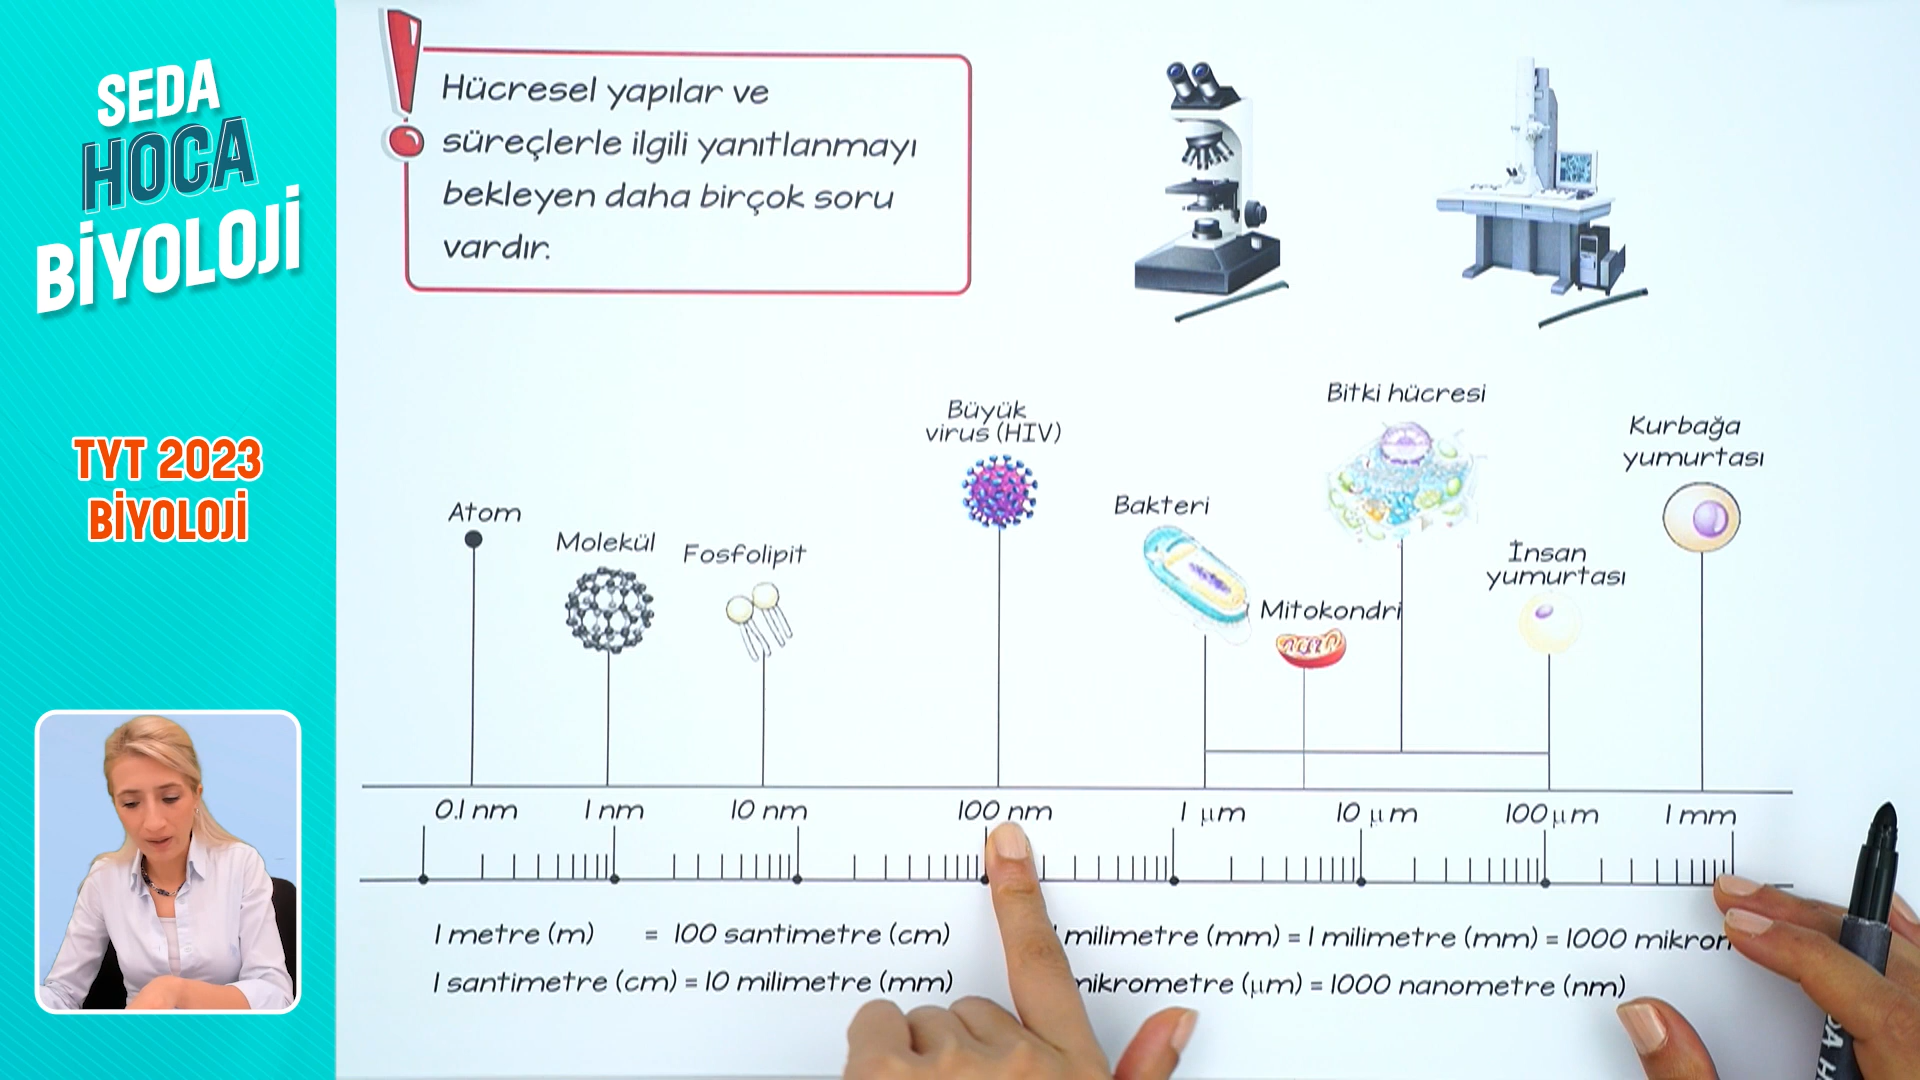 SEDA
HOCA
BİYOLOJİ
TYT 2023
BİYOLOJİ
Hücresel yapılar ve
süreçlerle ilgili yanıtlanmayı
bekleyen daha birçok soru
vardır.
Atom
Molekül
Fosfolipit
Büyük
virus (HIV)
Bakteri
Mitokondri
Bitki hücresi
İnsan
yumurtası
Kurbağa
yumurtası
0.1 nm 1 nm 10 nm 100 nm 1 µm 10 µm 100 µm 1 mm
1 metre (m) = 100 santimetre (cm)
1 santimetre (cm) = 10 milimetre (mm)
milimetre (mm) = 1 milimetre (mm) = 1000 mikron
mikrometre (µm) = 1000 nanometre (nm)